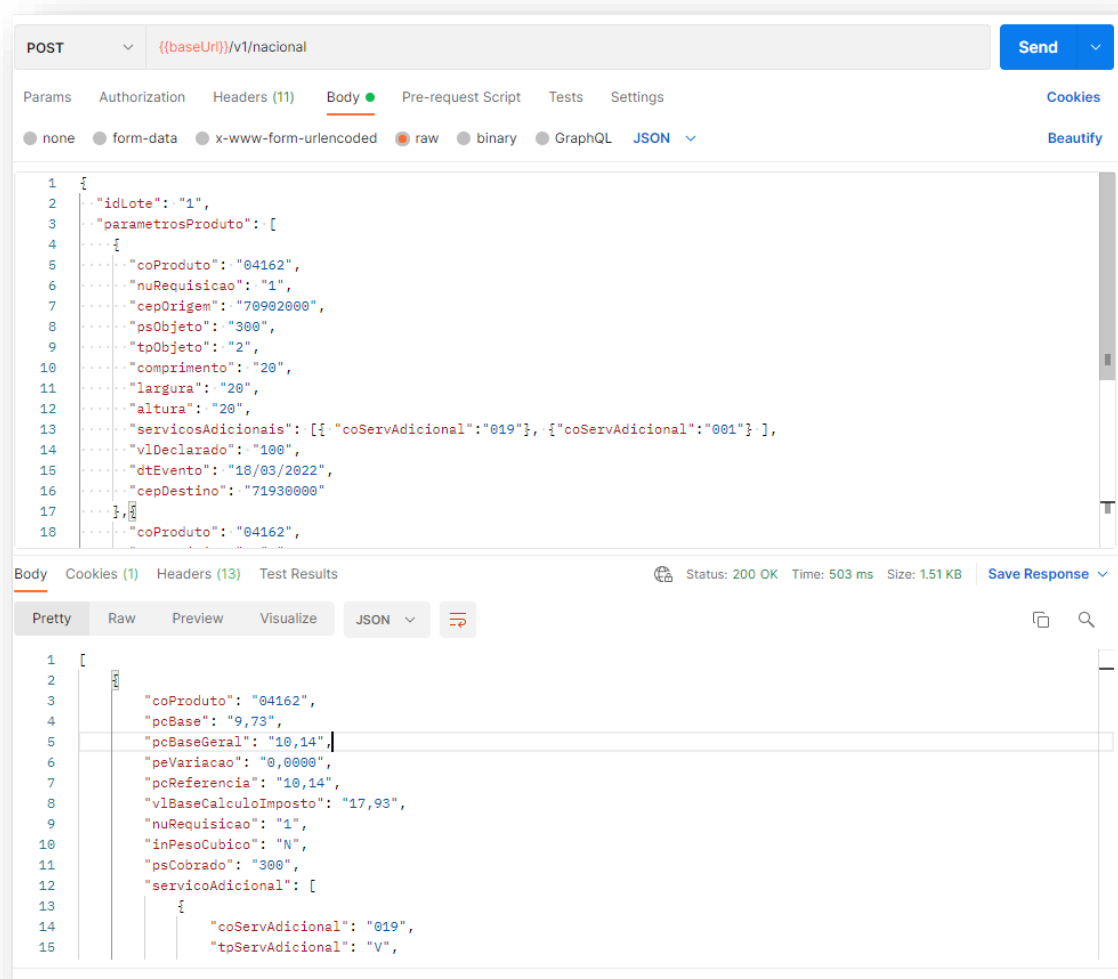 POST {{baseUrl}}/v1/nacional Send
Params Authorization Headers (11) Body Pre-request Script Tests Settings Cookies
none form-data x-www-form-urlencoded raw binary GraphQL JSON Beautify
1 {
2 "idLote": "1",
3 "parametrosProduto": [
4 {
5 "coProduto": "04162",
6 "nuRequisicao": "1",
7 "cepOrigem": "70902000",
8 "psObjeto": "300",
9 "tpObjeto": "2",
10 "comprimento": "20",
11 "largura": "20",
12 "altura": "20",
13 "servicosAdicionais": [{ "coServAdicional":"019"}, {"coServAdicional":"001"} ],
14 "vlDeclarado": "100",
15 "dtEvento": "18/03/2022",
16 "cepDestino": "71930000"
17 },{
18 "coProduto": "04162",
Body Cookies (1) Headers (13) Test Results Status: 200 OK Time: 503 ms Size: 1.51 KB Save Response
Pretty Raw Preview Visualize JSON
1 [
2 {
3 "coProduto": "04162",
4 "pcBase": "9,73",
5 "pcBaseGeral": "10,14",
6 "peVariacao": "0,0000",
7 "pcReferencia": "10,14",
8 "vlBaseCalculoImposto": "17,93",
9 "nuRequisicao": "1",
10 "inPesoCubico": "N",
11 "psCobrado": "300",
12 "servicoAdicional": [
13 {
14 "coServAdicional": "019",
15 "tpServAdicional": "V",